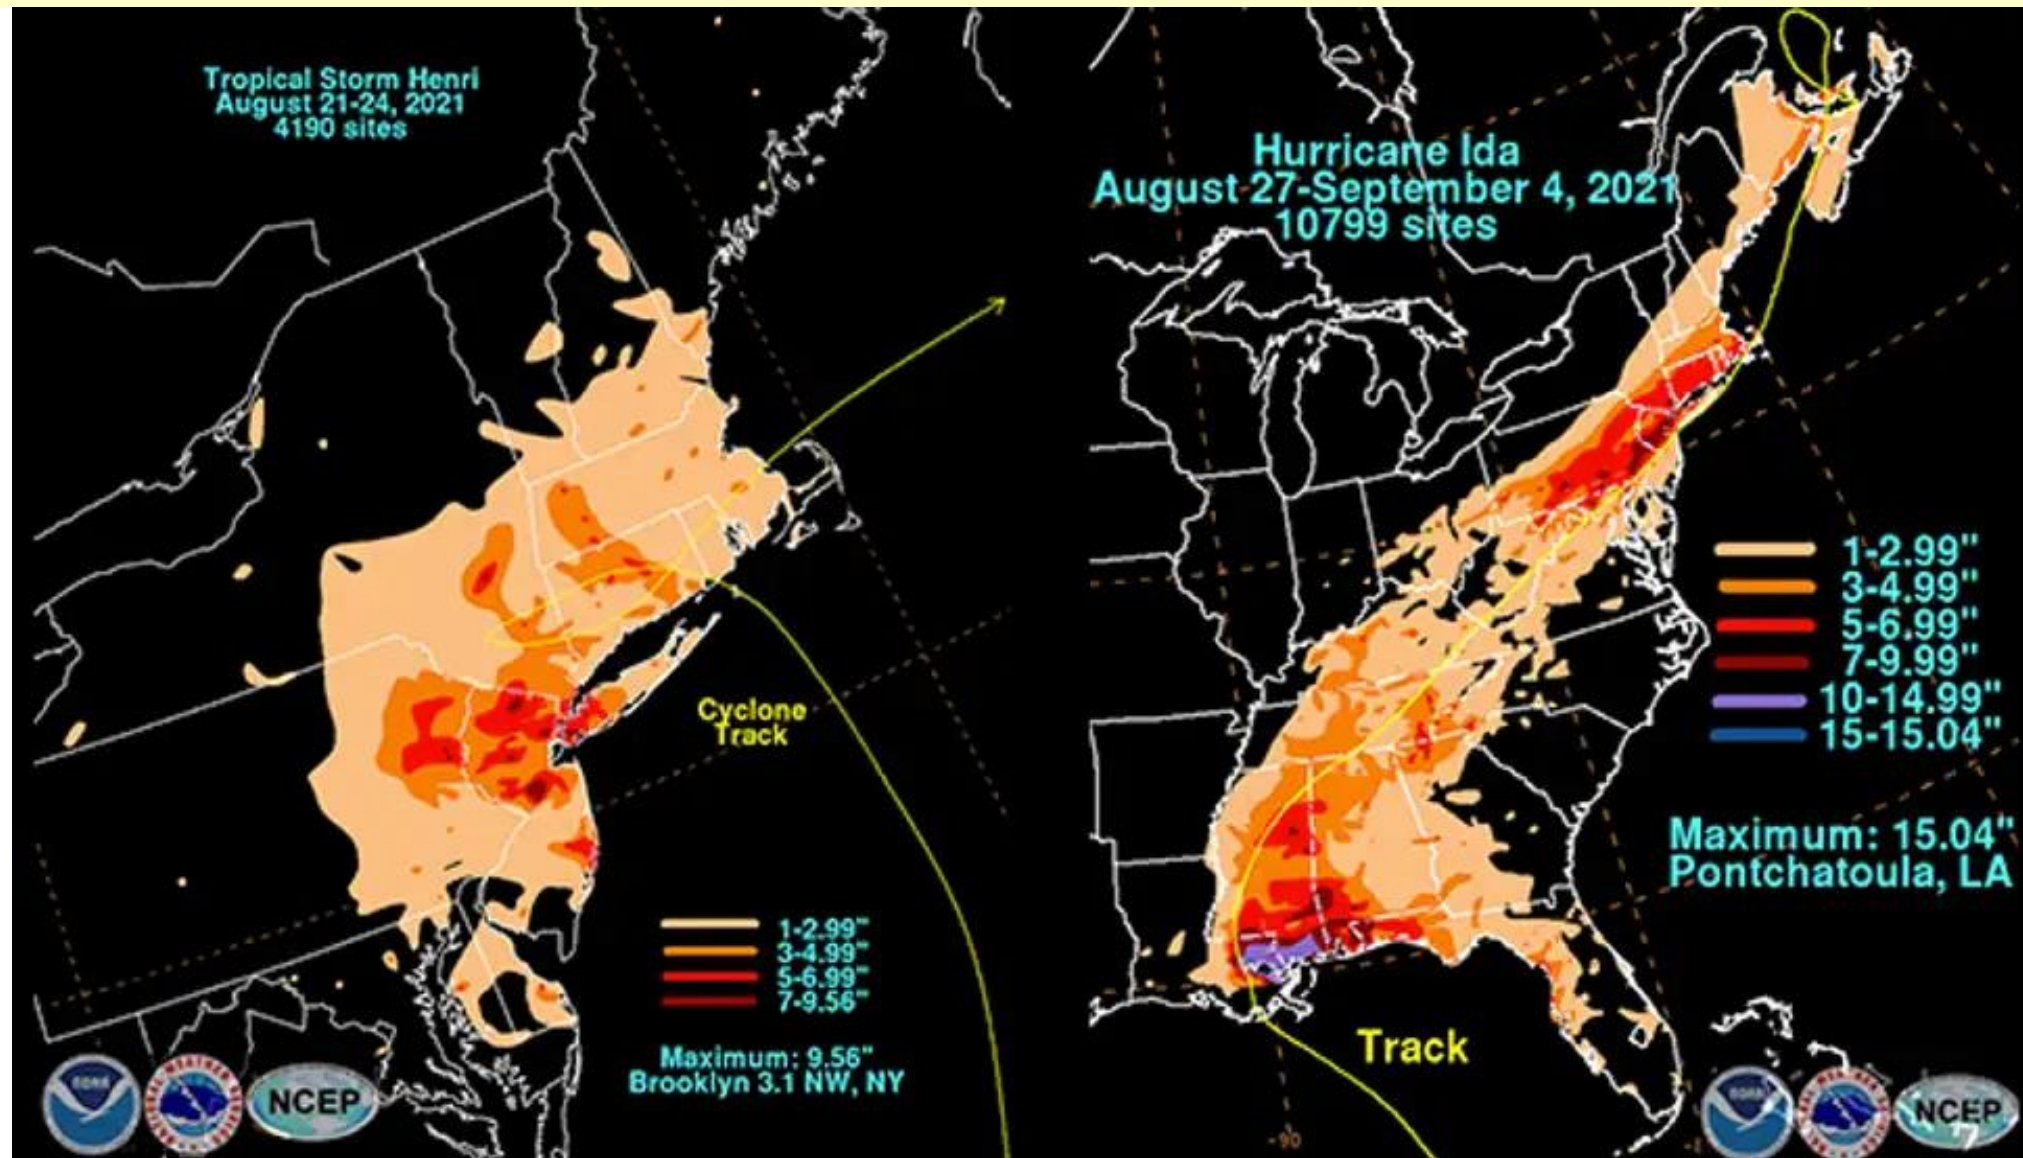 Tropical Storm Henri
August 21-24, 2021
4190 sites
Cyclone
Track
1-2.99"
3-4.99"
5-6.99"
7-9.56"
Maximum: 9.56"
Brooklyn 3.1 NW, NY
NCEP
Hurricane Ida
August 27-September 4, 2021
10799 sites
1-2.99"
3-4.99"
5-6.99"
7-9.99"
10-14.99"
15-15.04"
Maximum: 15.04"
Pontchatoula, LA
Track
-90
NCEP
7